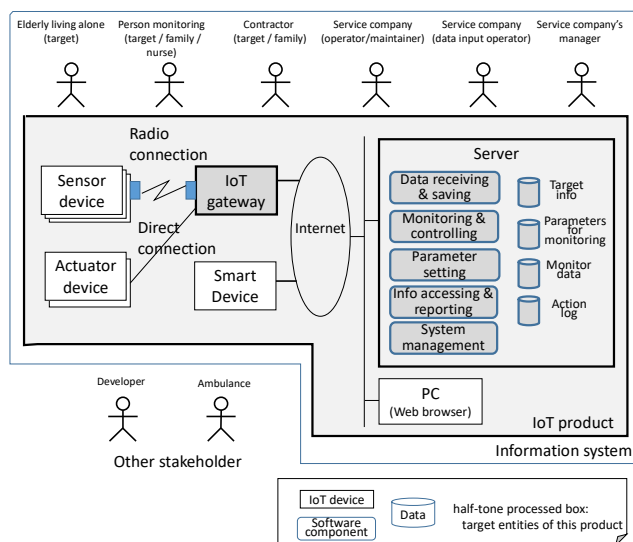 Elderly living alone
(target)
Person monitoring
(target / family /
nurse)
Contractor
(target / family)
Service company
(operator/maintainer)
Service company
(data input operator)
Service company's
manager
Radio
connection
Sensor
device
IoT
gateway
Direct
connection
Actuator
device
Smart
Device
Internet
Server
Data receiving
& saving
Monitoring &
controlling
Parameter
setting
Info accessing &
reporting
System
management
Target
info
Parameters
for
monitoring
Monitor
data
Action
log
PC
(Web browser)
IoT product
Information system
Developer
Ambulance
Other stakeholder
IoT device
Software
component
Data
half-tone processed box:
target entities of this product